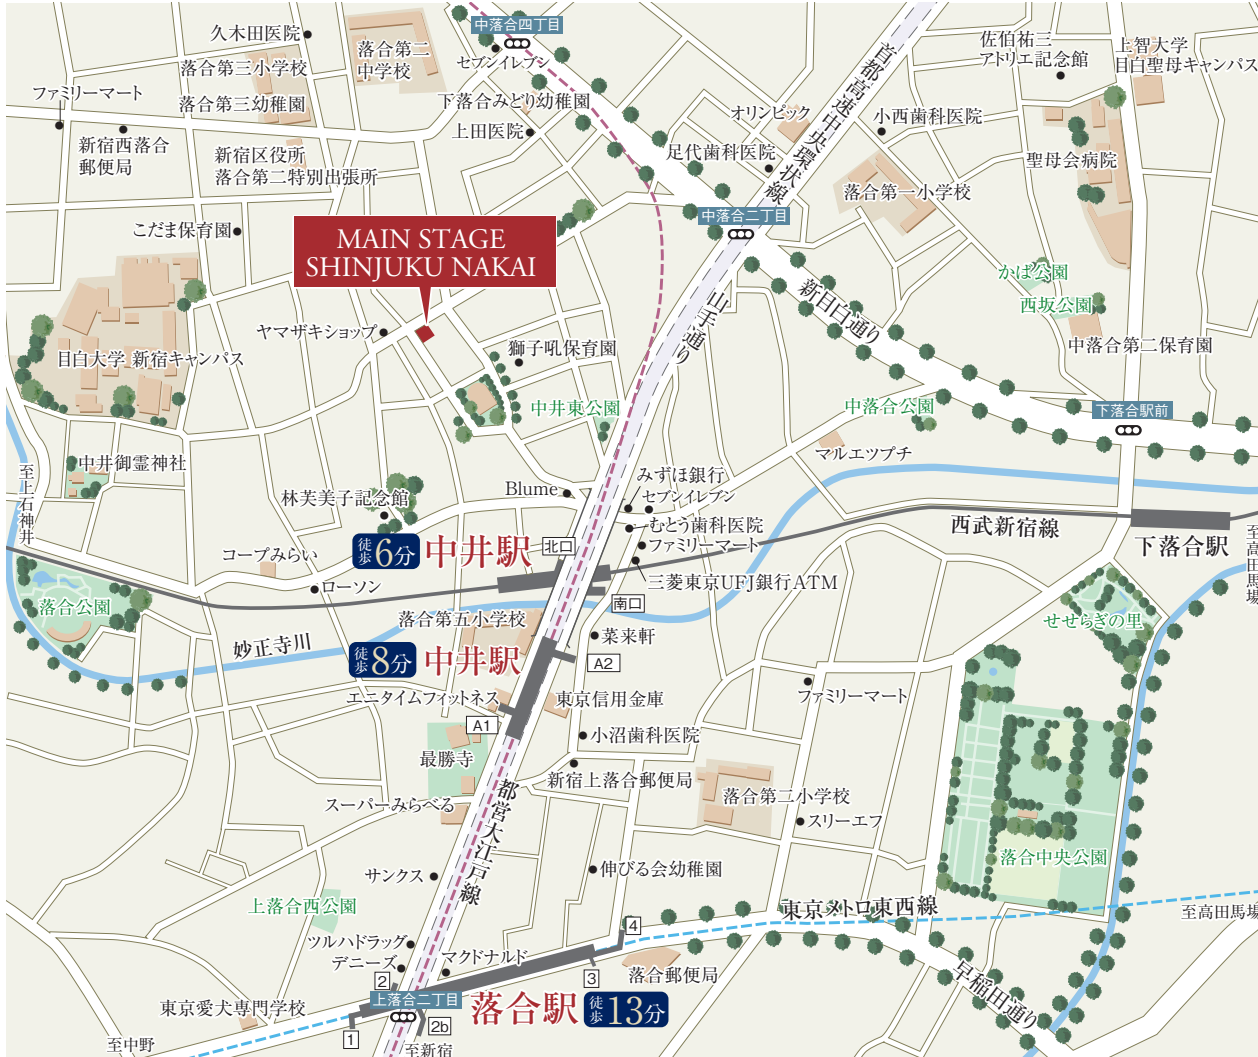 久木田医院
落合第三小学校
ファミリーマート
落合第三幼稚園
新宿西落合
郵便局
新宿区役所
落合第二特別出張所
こだま保育園
落合第二
中学校
中落合四丁目
セブンイレブン
下落合みどり幼稚園
上田医院
首都高速中央環状線
オリンピック
足代歯科医院
小西歯科医院
佐伯祐三
アトリエ記念館
上智大学
目白聖母キャンパス
聖母会病院
落合第一小学校
中落合二丁目
MAIN STAGE
SHINJUKU NAKAI
かば公園
西坂公園
山手通り
新目白通り
ヤマザキショップ
目白大学 新宿キャンパス
獅子吼保育園
中井東公園
中落合第二保育園
中落合公園
下落合駅前
マルエツプチ
至上石神井
中井御霊神社
林芙美子記念館
Blume
みずほ銀行
セブンイレブン
むとう歯科医院
ファミリーマート
三菱東京UFJ銀行ATM
西武新宿線
下落合駅
至高田馬場
コープみらい
ローソン
徒歩6分
中井駅
北口
南口
落合公園
妙正寺川
落合第五小学校
菜来軒
せせらぎの里
徒歩8分
中井駅
A2
エニタイムフィットネス
東京信用金庫
ファミリーマート
A1
小沼歯科医院
最勝寺
新宿上落合郵便局
落合第二小学校
スーパーみらべる
都営大江戸線
スリーエフ
落合中央公園
サンクス
伸びる会幼稚園
上落合西公園
東京メトロ東西線
至高田馬場
ツルハドラッグ
デニーズ
マクドナルド
4
3
2
落合郵便局
早稲田通り
東京愛犬専門学校
上落合二丁目
落合駅
徒歩13分
1
2b
至中野
至新宿